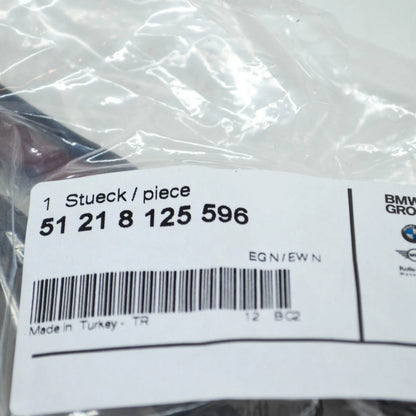 1 Stueck / piece
51 21 8 125 596
EGN/EWN
Made in Turkey - TR 12 BC2
BMW
GRO